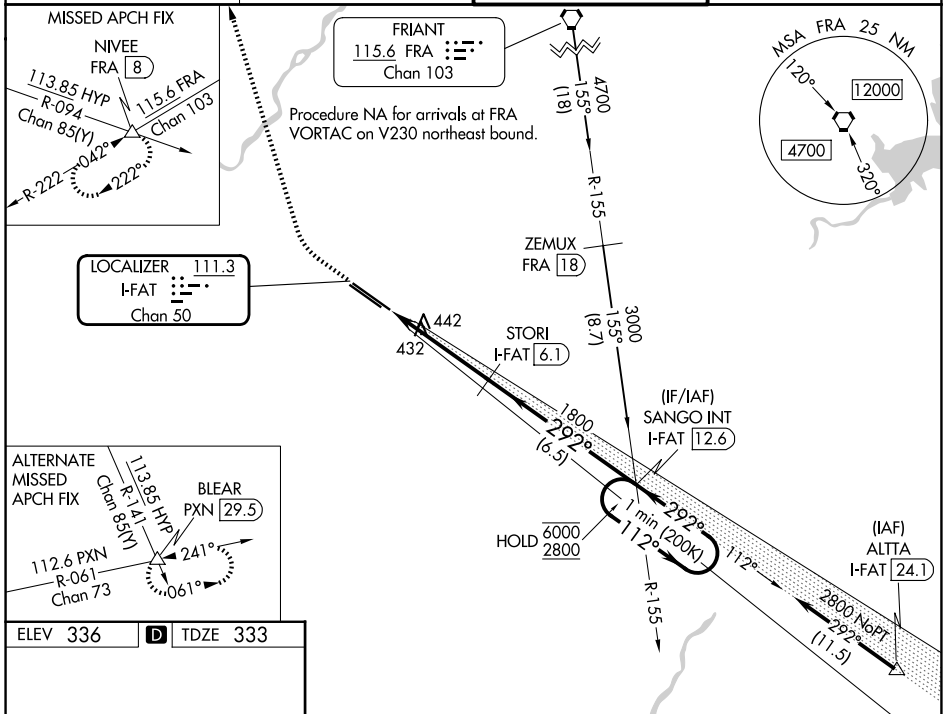 MISSED APCH FIX
NIVEE
FRA 8
113.85 HYP
R-094
Chan 85(Y)
115.6 FRA
Chan 103
R-222
042°
222°
FRIANT
115.6 FRA
Chan 103
Procedure NA for arrivals at FRA
VORTAC on V230 northeast bound.
4700
155°
(18)
R-155
MSA FRA 25 NM
120°
12000
4700
320°
ZEMUX
FRA 18
3000
155°
(8.7)
LOCALIZER 111.3
I-FAT
Chan 50
442
432
STORI
I-FAT 6.1
(IF/IAF)
SANGO INT
I-FAT 12.6
1800
292°
(6.5)
HOLD 6000
2800
1 min (200K)
292°
112°
112°
R-155
(IAF)
ALTTA
I-FAT 24.1
2800 NoPT
292°
(11.5)
ALTERNATE
MISSED
APCH FIX
113.85 HYP
R-141
Chan 85(Y)
BLEAR
PXN 29.5
112.6 PXN
R-061
Chan 73
241°
061°
ELEV 336
D
TDZE 333